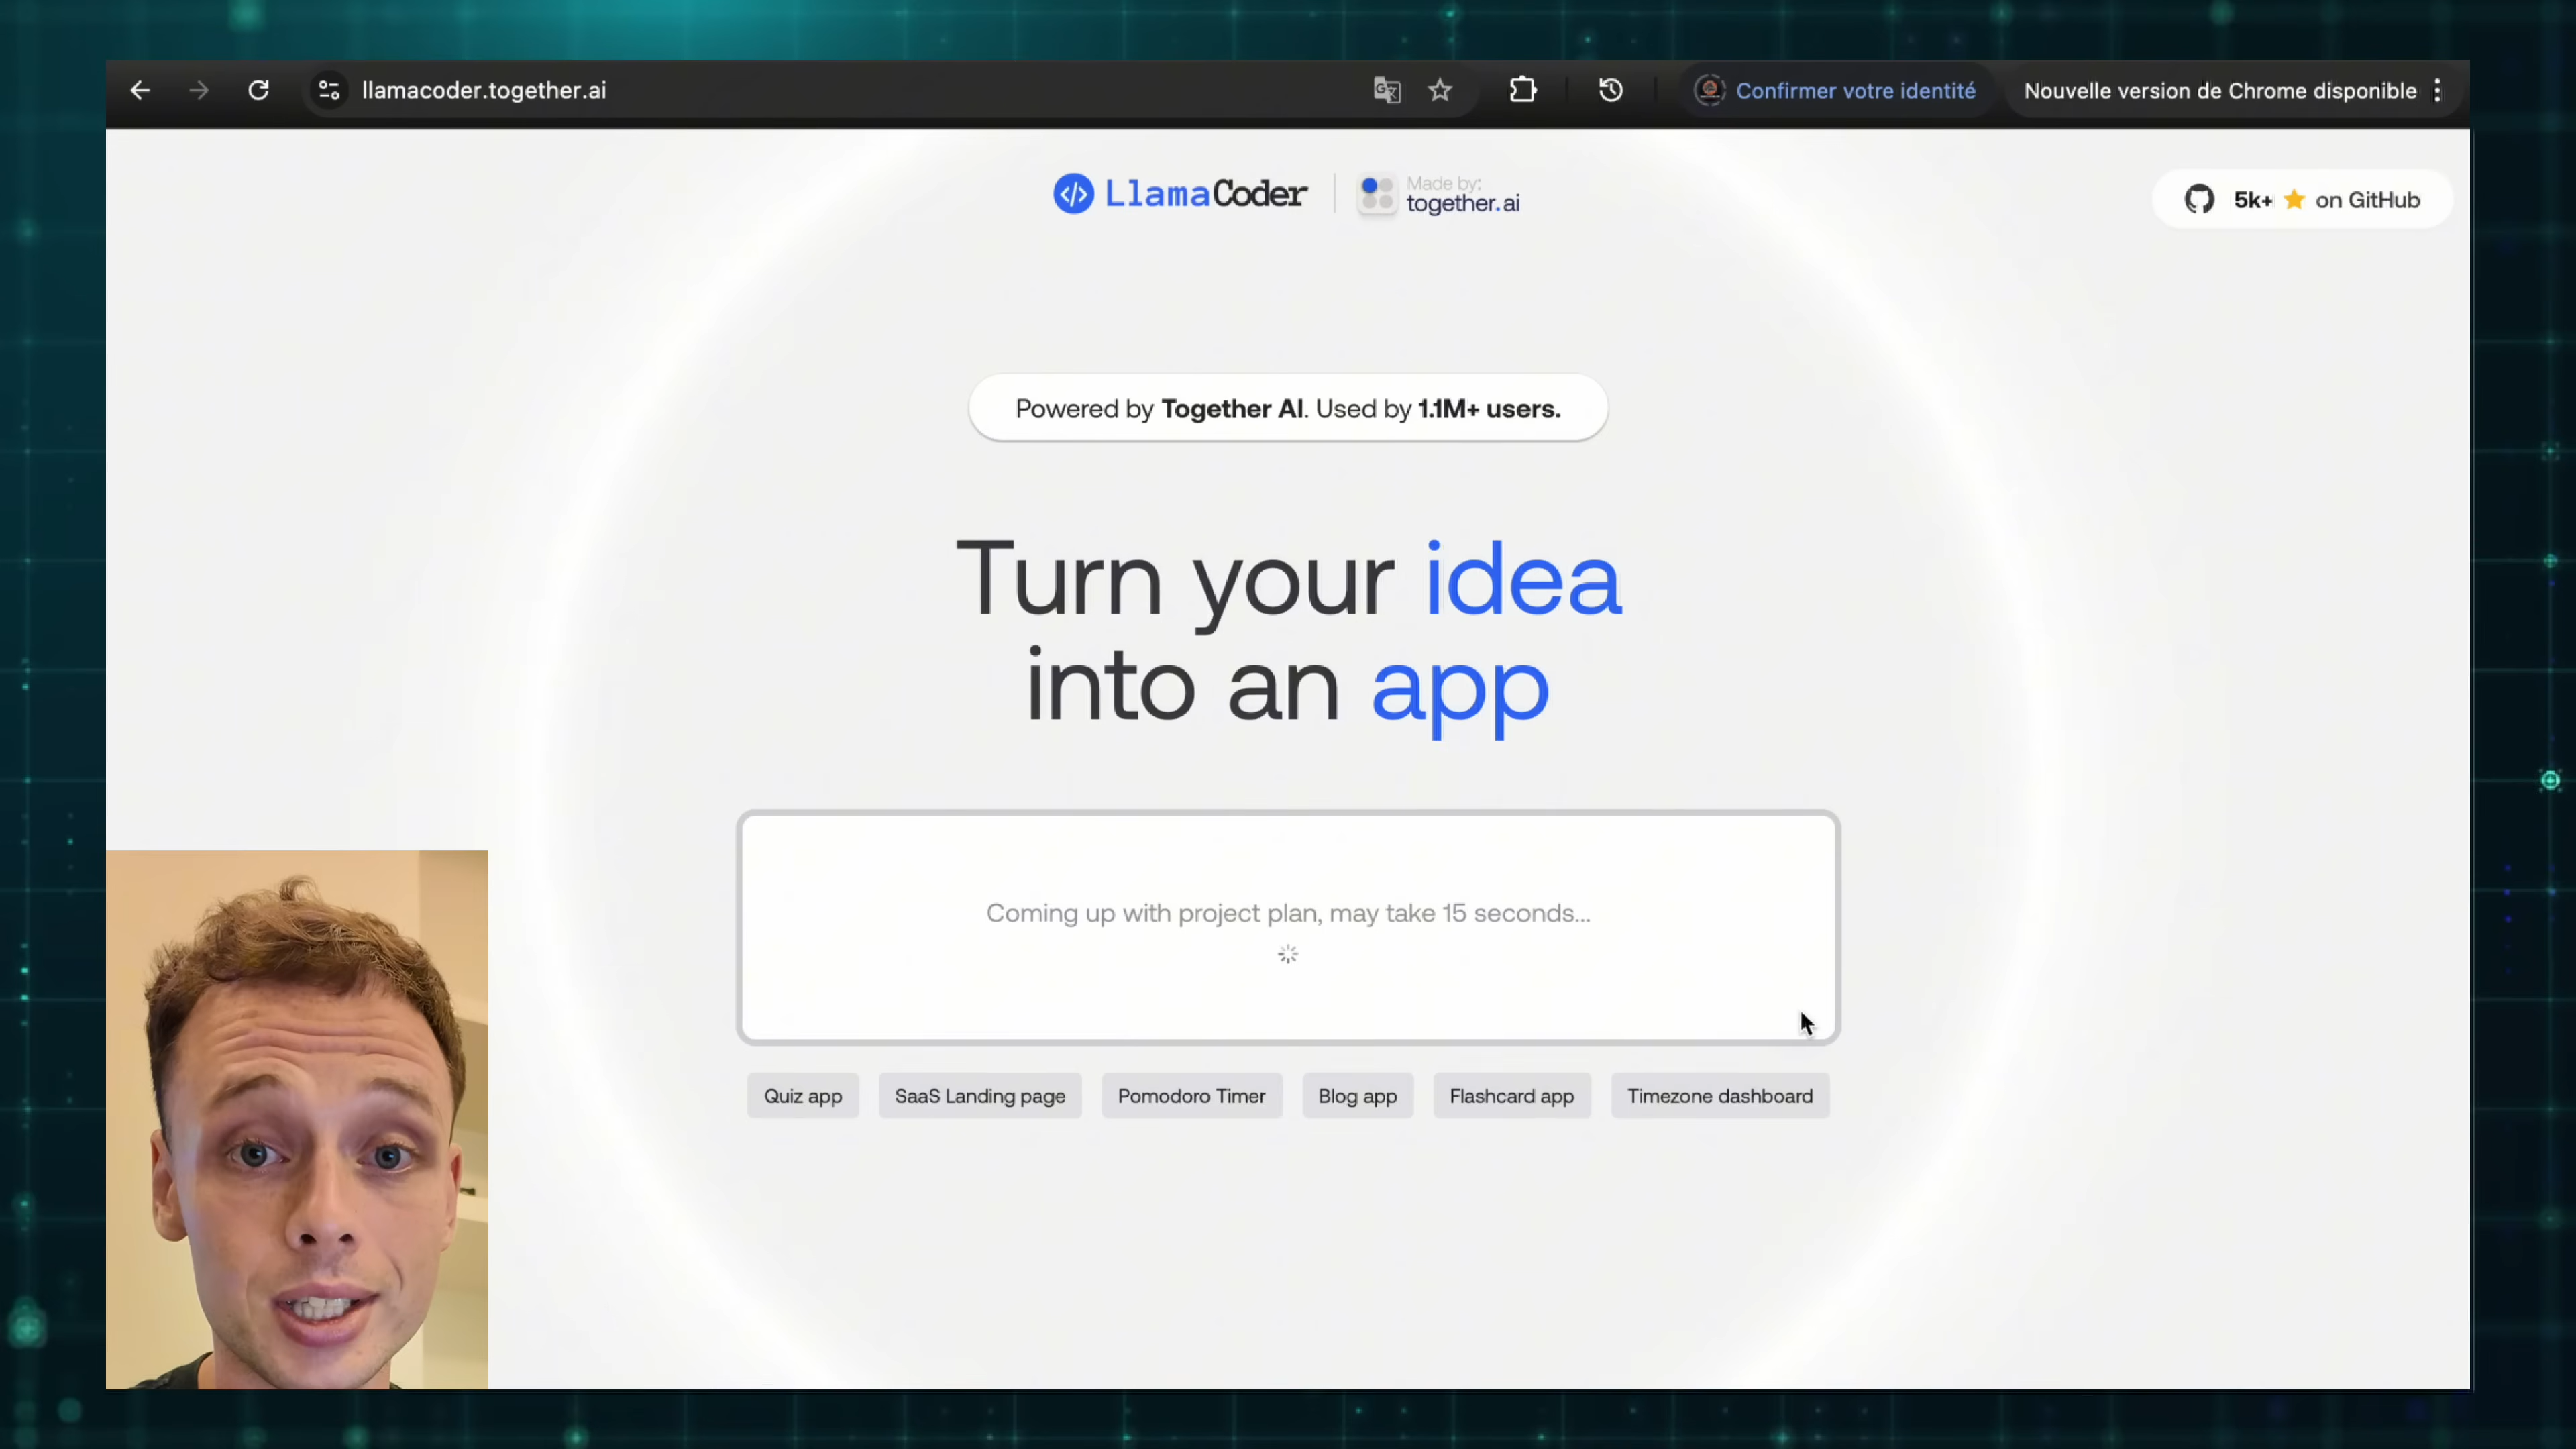 llamacoder.together.ai
Confirmer votre identité
Nouvelle version de Chrome disponible
LlamaCoder
Made by:
together.ai
5k+ on GitHub
Powered by Together AI. Used by 1.1M+ users.
Turn your idea
into an app
Coming up with project plan, may take 15 seconds...
Quiz app
SaaS Landing page
Pomodoro Timer
Blog app
Flashcard app
Timezone dashboard